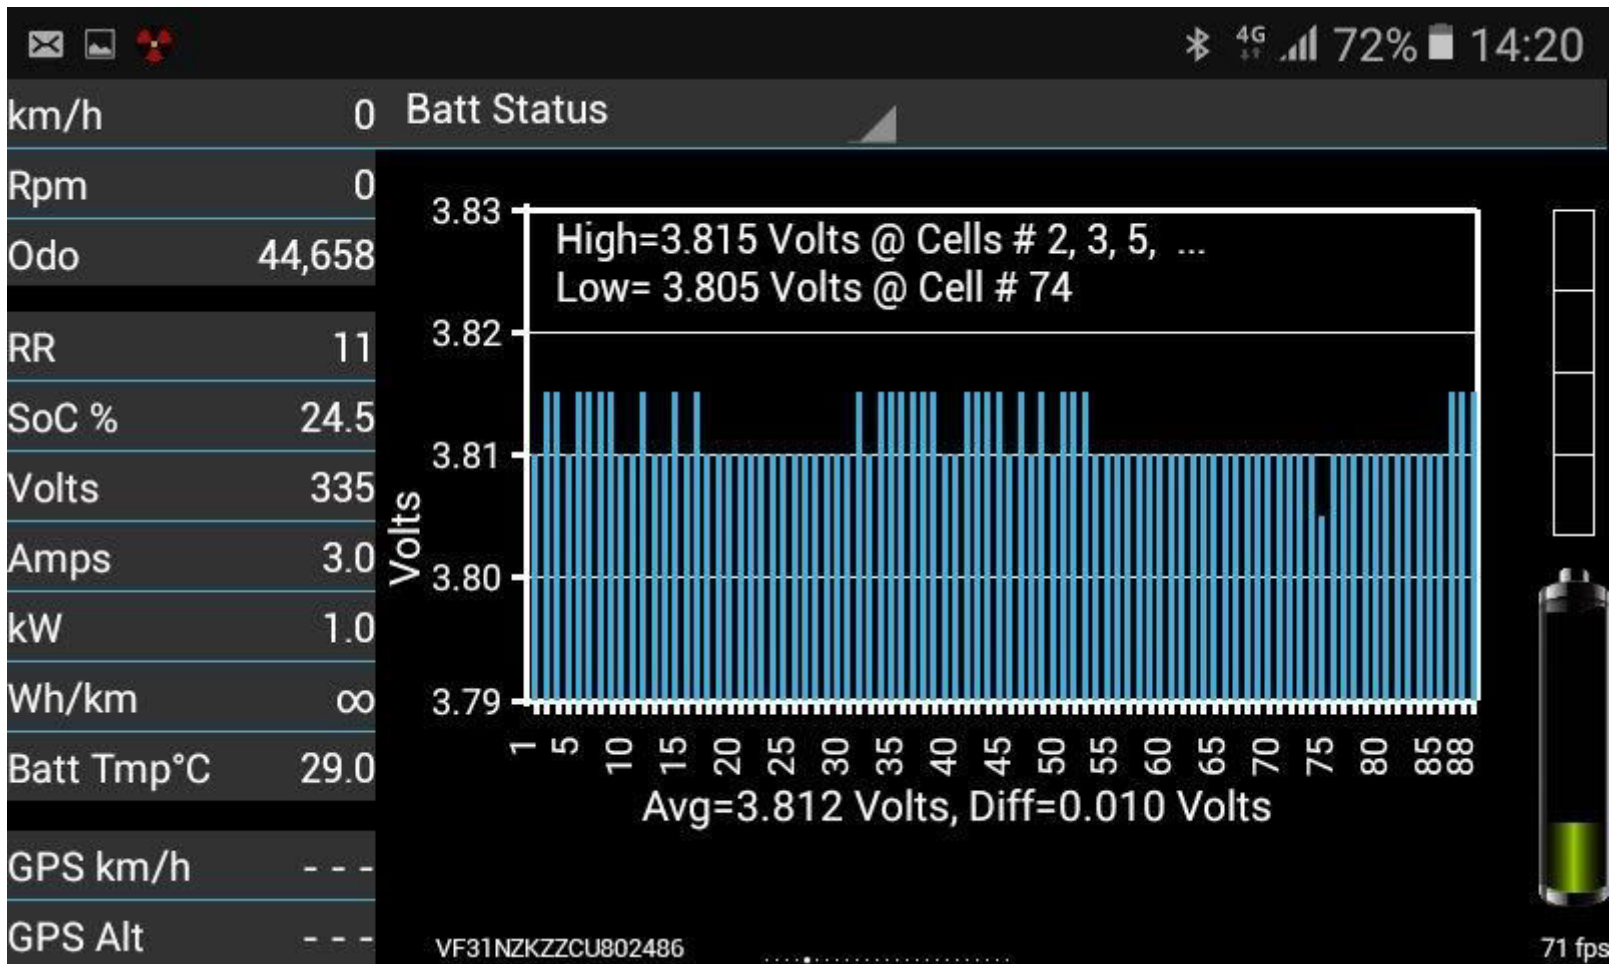 4G 72% 14:20
km/h 0
Batt Status
Rpm 0
Odo 44,658
RR 11
SoC % 24.5
Volts 335
Amps 3.0
kW 1.0
Wh/km ∞
Batt Tmp°C 29.0
GPS km/h - - -
GPS Alt - - -
High=3.815 Volts @ Cells # 2, 3, 5, ...
Low= 3.805 Volts @ Cell # 74
3.83
3.82
3.81
3.80
3.79
Volts
1 5 10 15 20 25 30 35 40 45 50 55 60 65 70 75 80 85 88
Avg=3.812 Volts, Diff=0.010 Volts
VF31NZKZZCU802486
71 fps